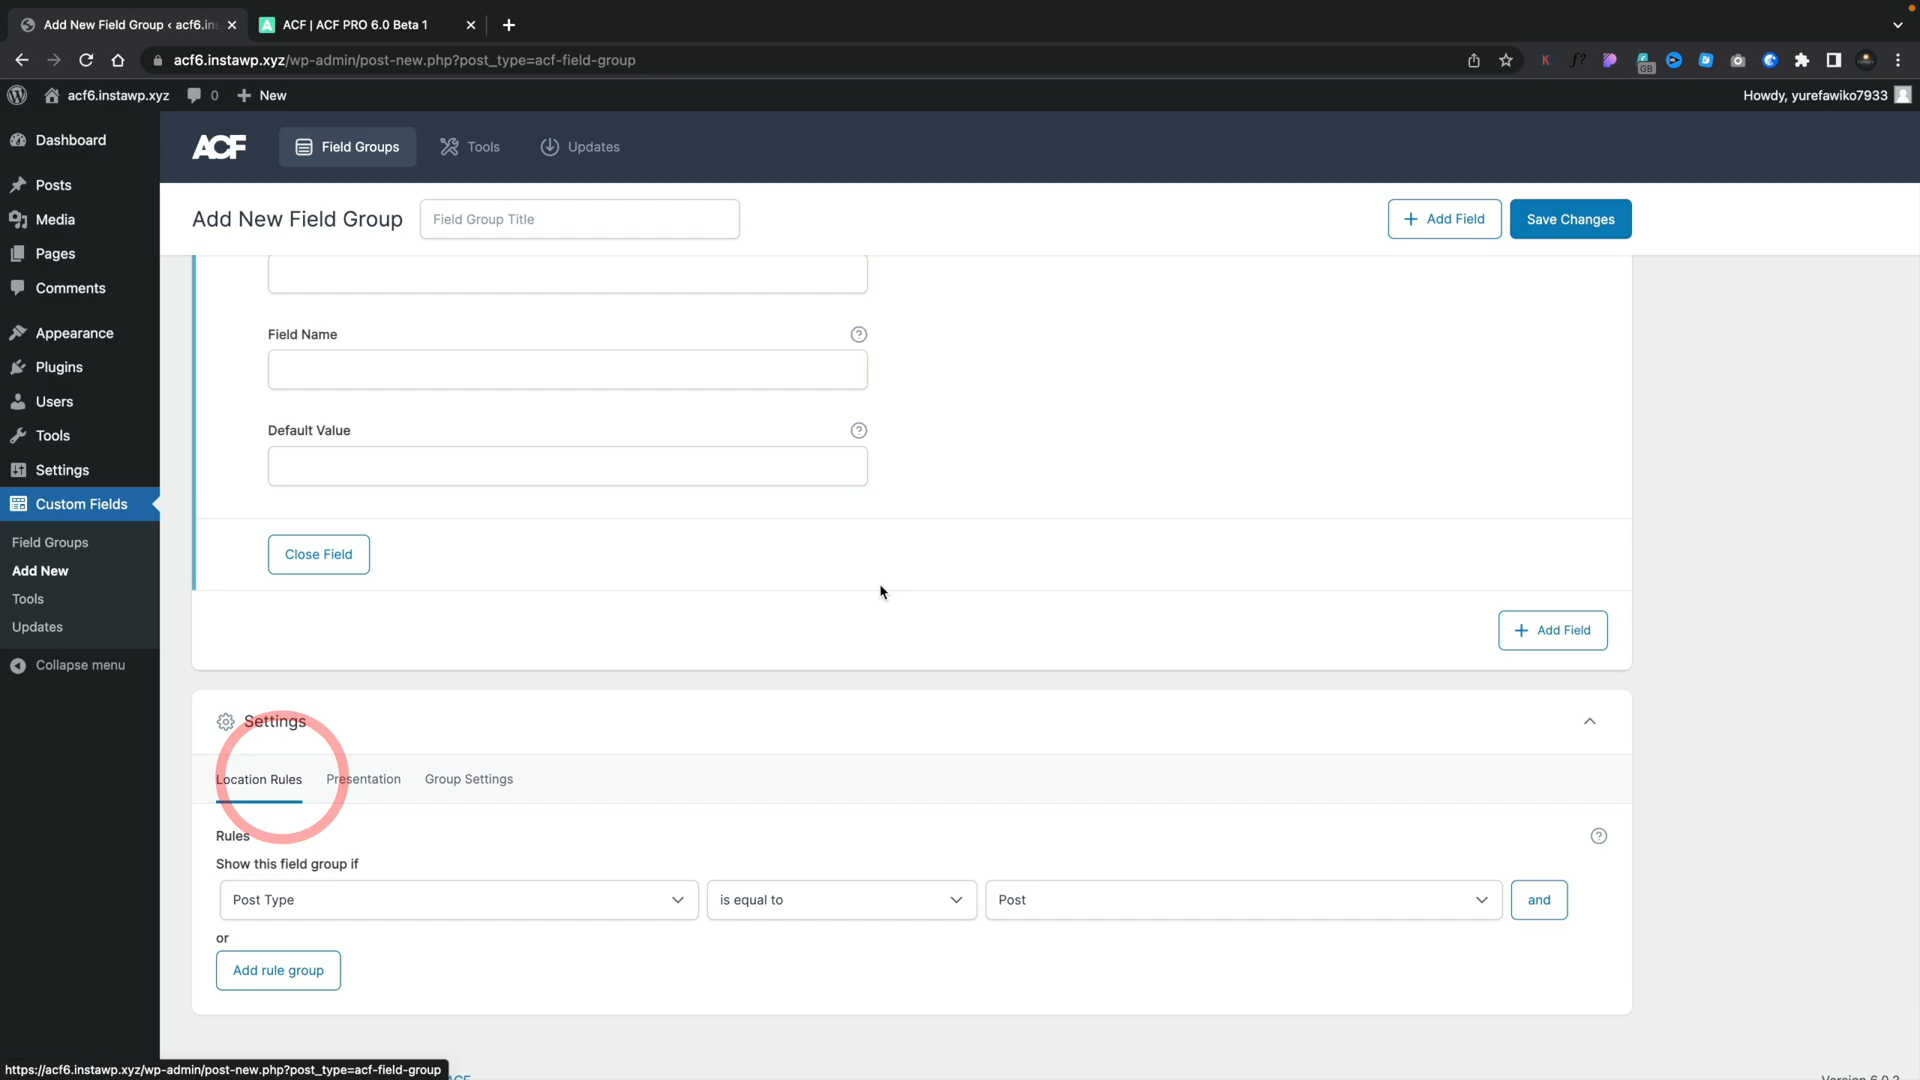 Add New Field Group ‹ acf6.in
ACF | ACF PRO 6.0 Beta 1
acf6.instawp.xyz/wp-admin/post-new.php?post_type=acf-field-group
acf6.instawp.xyz
0
New
Howdy, yurefawiko7933
Dashboard
Posts
Media
Pages
Comments
Appearance
Plugins
Users
Tools
Settings
Custom Fields
Field Groups
Add New
Tools
Updates
Collapse menu
ACF
Field Groups
Tools
Updates
Add New Field Group
Field Group Title
Add Field
Save Changes
Field Name
Default Value
Close Field
Add Field
Settings
Location Rules
Presentation
Group Settings
Rules
Show this field group if
Post Type
is equal to
Post
and
or
Add rule group
https://acf6.instawp.xyz/wp-admin/post-new.php?post_type=acf-field-group